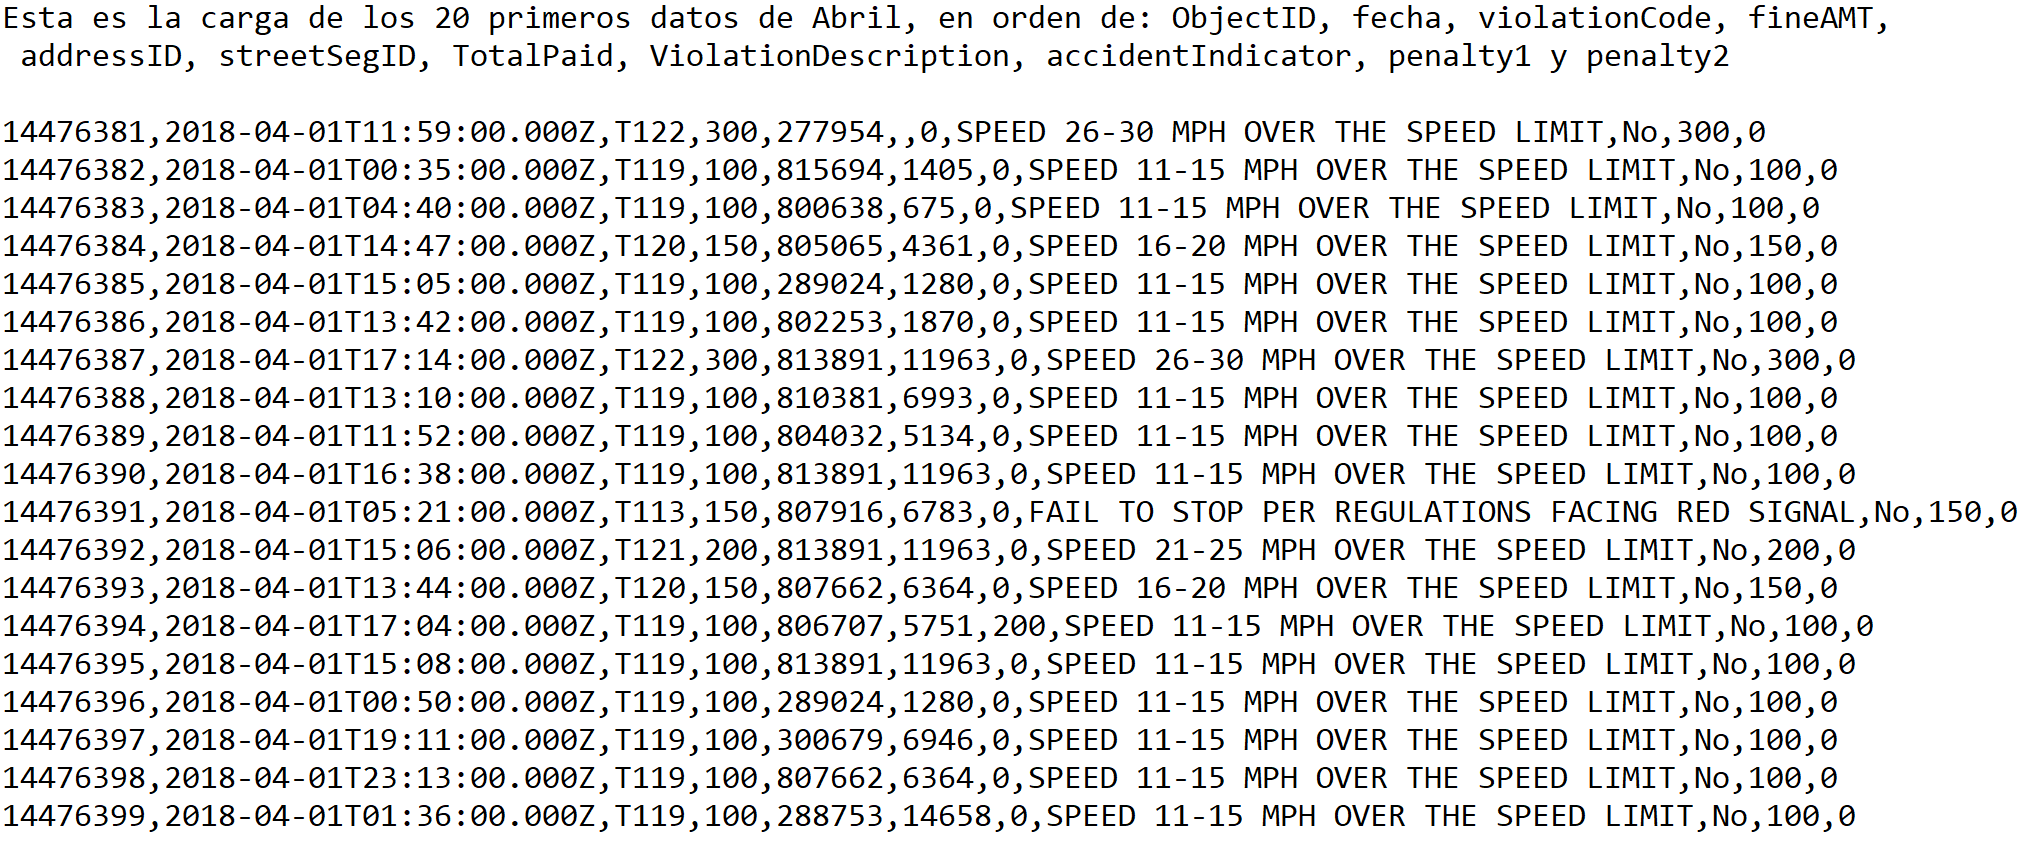 Esta es la carga de los 20 primeros datos de Abril, en orden de: ObjectID, fecha, violationCode, fineAMT,
addressID, streetSegID, TotalPaid, ViolationDescription, accidentIndicator, penalty1 y penalty2
14476381,2018-04-01T11:59:00.000Z,T122,300,277954,,0,SPEED 26-30 MPH OVER THE SPEED LIMIT,No,300,0
14476382,2018-04-01T00:35:00.000Z,T119,100,815694,1405,0,SPEED 11-15 MPH OVER THE SPEED LIMIT,No,100,0
14476383,2018-04-01T04:40:00.000Z,T119,100,800638,675,0,SPEED 11-15 MPH OVER THE SPEED LIMIT,No,100,0
14476384,2018-04-01T14:47:00.000Z,T120,150,805065,4361,0,SPEED 16-20 MPH OVER THE SPEED LIMIT,No,150,0
14476385,2018-04-01T15:05:00.000Z,T119,100,289024,1280,0,SPEED 11-15 MPH OVER THE SPEED LIMIT,No,100,0
14476386,2018-04-01T13:42:00.000Z,T119,100,802253,1870,0,SPEED 11-15 MPH OVER THE SPEED LIMIT,No,100,0
14476387,2018-04-01T17:14:00.000Z,T122,300,813891,11963,0,SPEED 26-30 MPH OVER THE SPEED LIMIT,No,300,0
14476388,2018-04-01T13:10:00.000Z,T119,100,810381,6993,0,SPEED 11-15 MPH OVER THE SPEED LIMIT,No,100,0
14476389,2018-04-01T11:52:00.000Z,T119,100,804032,5134,0,SPEED 11-15 MPH OVER THE SPEED LIMIT,No,100,0
14476390,2018-04-01T16:38:00.000Z,T119,100,813891,11963,0,SPEED 11-15 MPH OVER THE SPEED LIMIT,No,100,0
14476391,2018-04-01T05:21:00.000Z,T113,150,807916,6783,0,FAIL TO STOP PER REGULATIONS FACING RED SIGNAL,No,150,0
14476392,2018-04-01T15:06:00.000Z,T121,200,813891,11963,0,SPEED 21-25 MPH OVER THE SPEED LIMIT,No,200,0
14476393,2018-04-01T13:44:00.000Z,T120,150,807662,6364,0,SPEED 16-20 MPH OVER THE SPEED LIMIT,No,150,0
14476394,2018-04-01T17:04:00.000Z,T119,100,806707,5751,200,SPEED 11-15 MPH OVER THE SPEED LIMIT,No,100,0
14476395,2018-04-01T15:08:00.000Z,T119,100,813891,11963,0,SPEED 11-15 MPH OVER THE SPEED LIMIT,No,100,0
14476396,2018-04-01T00:50:00.000Z,T119,100,289024,1280,0,SPEED 11-15 MPH OVER THE SPEED LIMIT,No,100,0
14476397,2018-04-01T19:11:00.000Z,T119,100,300679,6946,0,SPEED 11-15 MPH OVER THE SPEED LIMIT,No,100,0
14476398,2018-04-01T23:13:00.000Z,T119,100,807662,6364,0,SPEED 11-15 MPH OVER THE SPEED LIMIT,No,100,0
14476399,2018-04-01T01:36:00.000Z,T119,100,288753,14658,0,SPEED 11-15 MPH OVER THE SPEED LIMIT,No,100,0